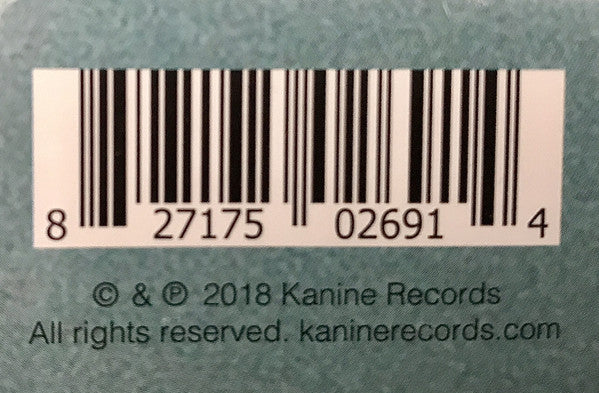 8 27175 02691 4
© & ℗ 2018 Kanine Records
All rights reserved. kaninerecords.com